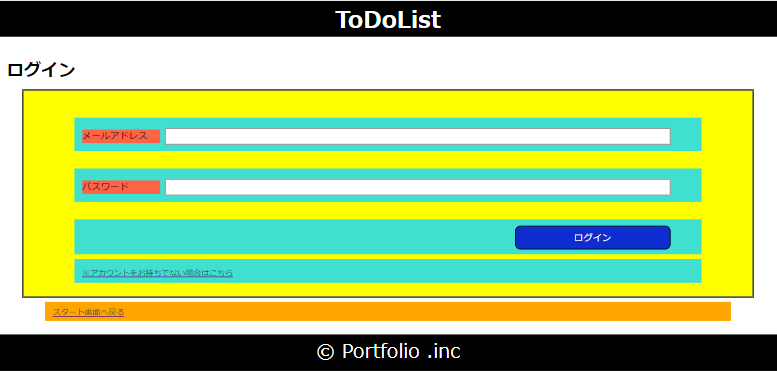 ToDoList
ログイン
メールアドレス
パスワード
ログイン
※アカウントをお持ちでない場合はこちら
スタート画面へ戻る
© Portfolio .inc